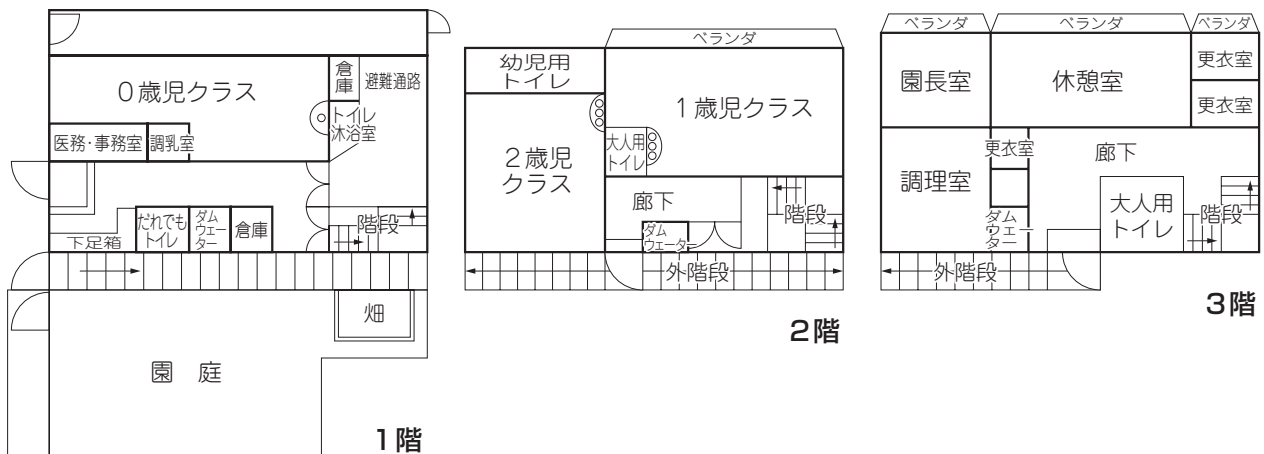 0歳児クラス
倉庫
避難通路
トイレ
沐浴室
医務・事務室
調乳室
下足箱
だれでも
トイレ
ダム
ウェー
ター
倉庫
階段
畑
園 庭
1階
ベランダ
幼児用
トイレ
1歳児クラス
2歳児
クラス
大人用
トイレ
廊下
ダム
ウェーター
階段
外階段
2階
ベランダ
ベランダ
ベランダ
園長室
休憩室
更衣室
更衣室
調理室
更衣室
廊下
ダム
ウェー
ター
大人用
トイレ
階段
外階段
3階